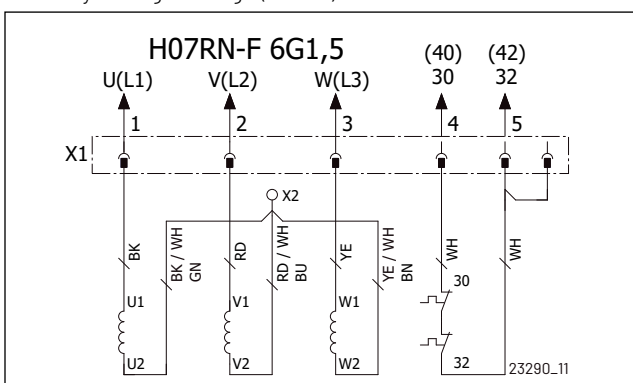 H07RN-F 6G1,5
(40) (42)
U(L1) V(L2) W(L3) 30 32
1 2 3 4 5
X1
X2
BK
BK / WH
GN
RD
RD / WH
BU
YE
YE / WH
BN
WH
WH
30
U1 V1 W1
U2 V2 W2 32
23290_11